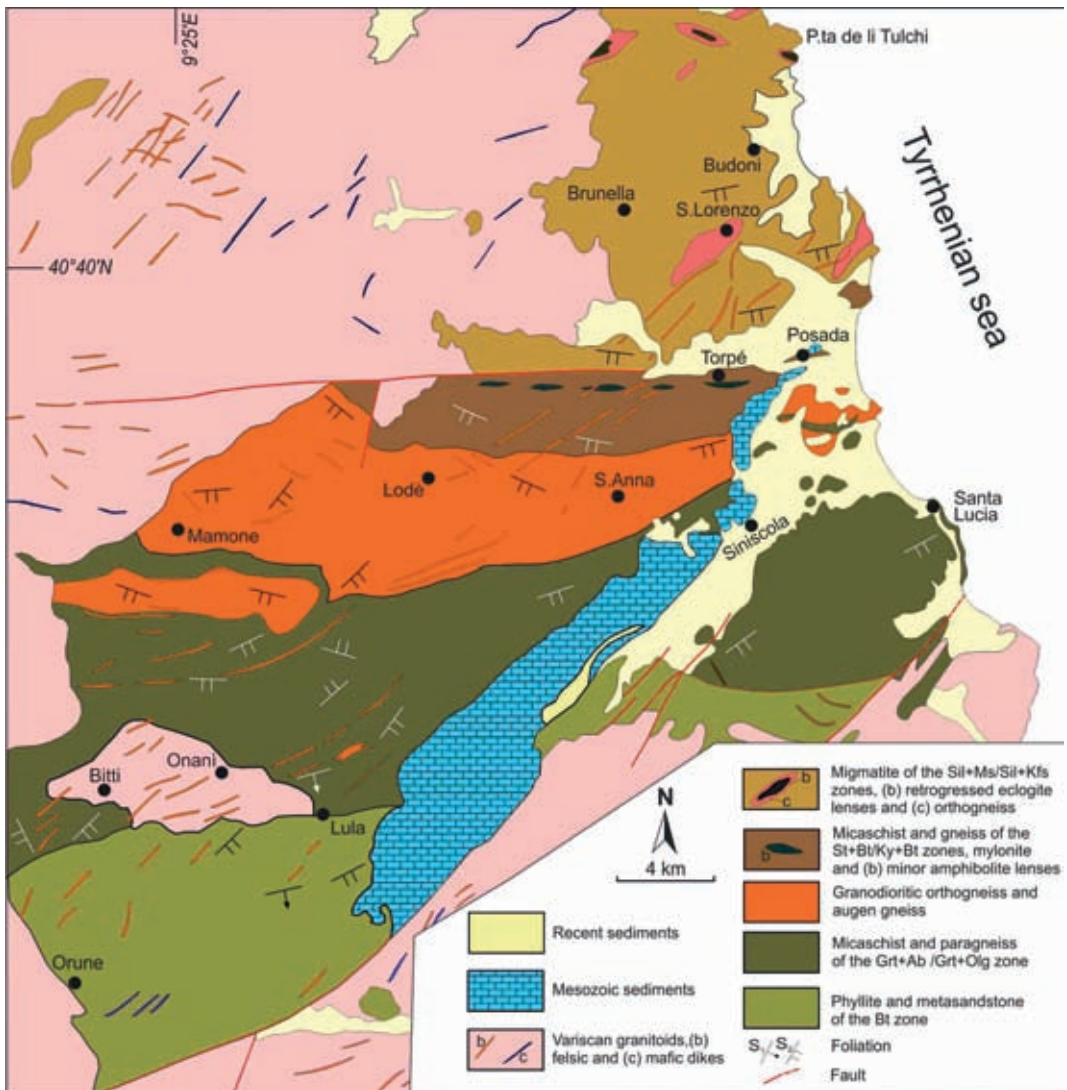 9°25'E
P.ta de li Tulchi
Budoni
Brunella
S.Lorenzo
Tyrrhenian sea
40°40'N
Posada
Torpé
Lodè
S.Anna
Mamone
Santa
Lucia
Siniscola
Onani
Bitti
Lula
Orune
N
4 km
Recent sediments
Mesozoic sediments
b
c
Variscan granitoids,(b)
felsic and (c) mafic dikes
b
c
Migmatite of the Sil+Ms/Sil+Kfs
zones, (b) retrogressed eclogite
lenses and (c) orthogneiss
b
Micaschist and gneiss of the
St+Bt/Ky+Bt zones, mylonite
and (b) minor amphibolite lenses
Granodioritic orthogneiss and
augen gneiss
Micaschist and paragneiss
of the Grt+Ab /Grt+Olg zone
Phyllite and metasandstone
of the Bt zone
Foliation
Fault